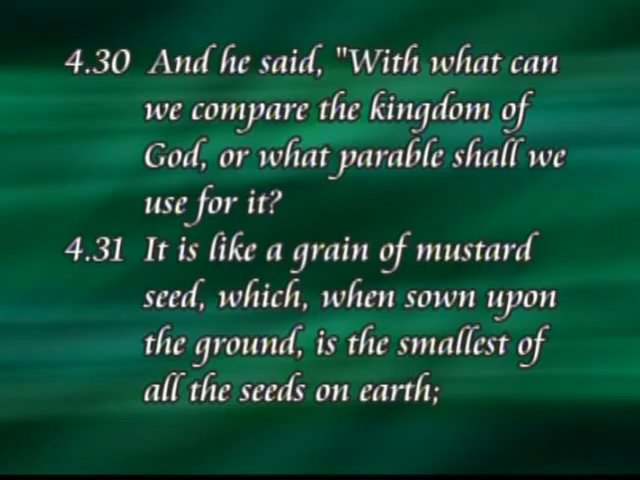 4.30 And he said, "With what can
we compare the kingdom of
God, or what parable shall we
use for it?
4.31 It is like a grain of mustard
seed, which, when sown upon
the ground, is the smallest of
all the seeds on earth;